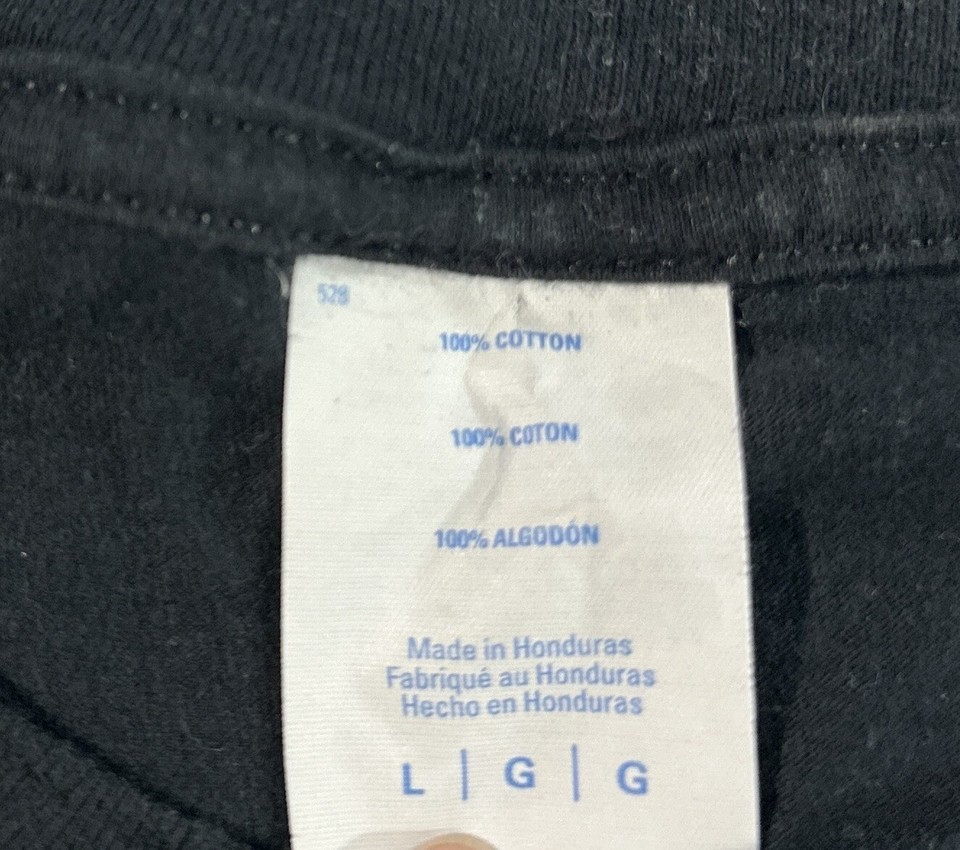 528
100% COTTON
100% COTON
100% ALGODÓN
Made in Honduras
Fabriqué au Honduras
Hecho en Honduras
L | G | G